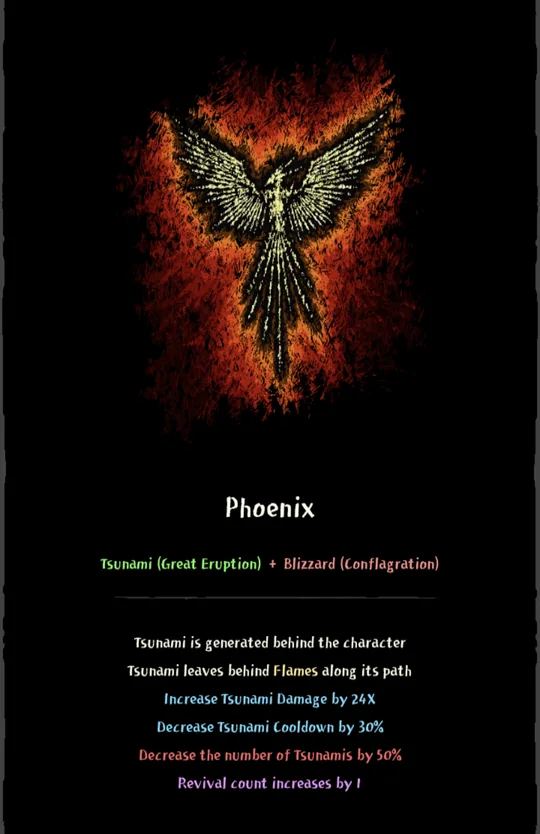 Phoenix
Tsunami (Great Eruption) + Blizzard (Conflagration)
Tsunami is generated behind the character
Tsunami leaves behind Flames along its path
Increase Tsunami Damage by 24X
Decrease Tsunami Cooldown by 30%
Decrease the number of Tsunamis by 50%
Revival count increases by 1